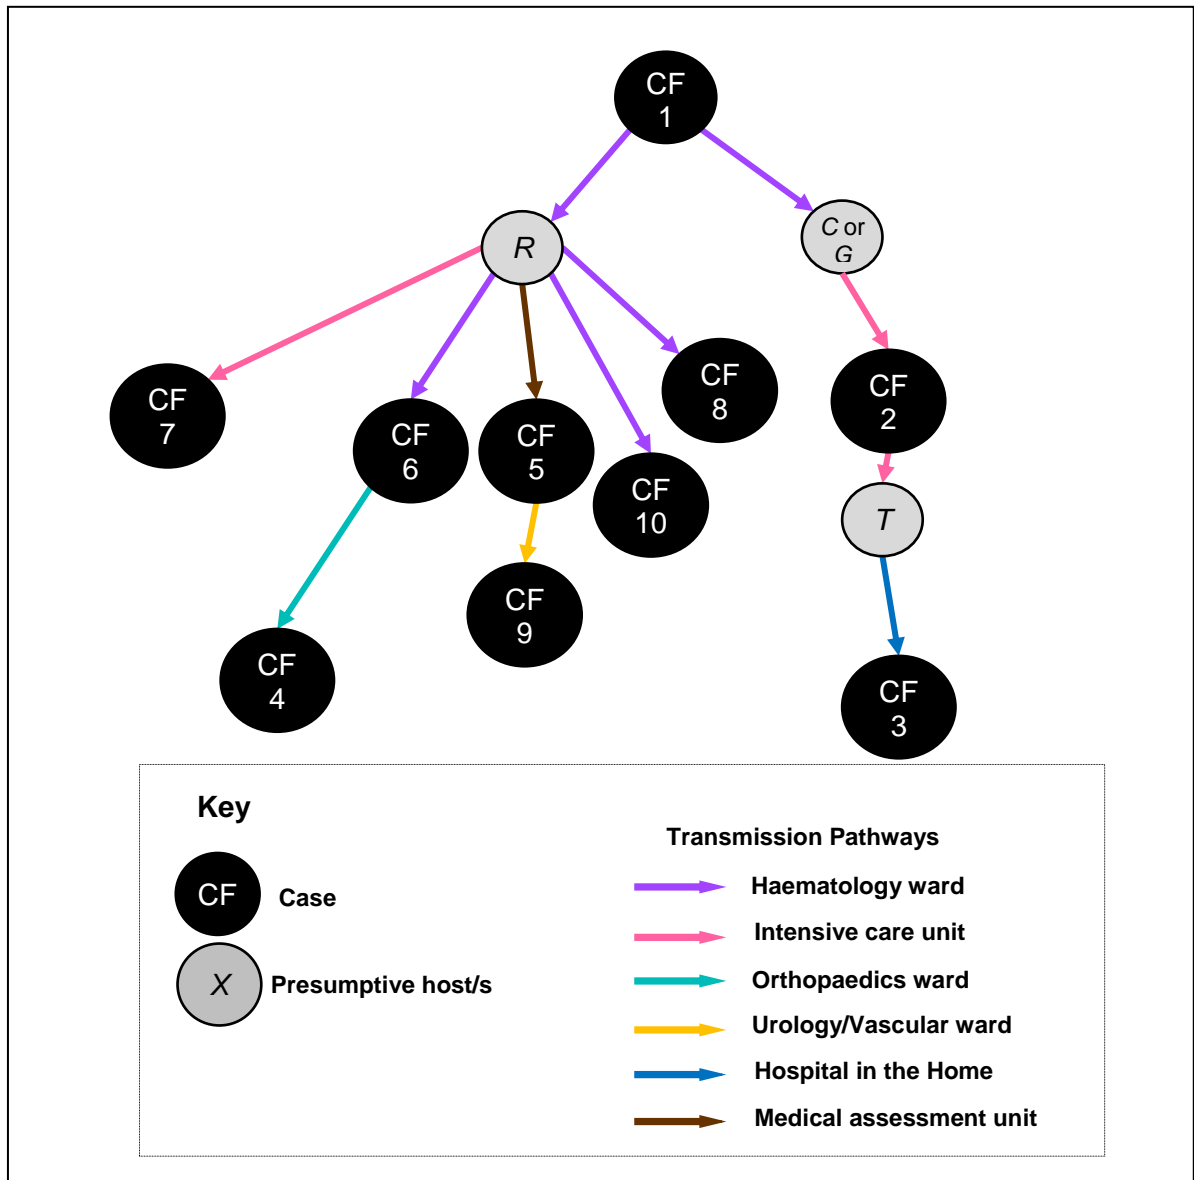 CF
1
R
C or
G
CF
7
CF
6
CF
5
CF
10
CF
8
CF
2
T
CF
9
CF
4
CF
3
Key
CF
Case
X
Presumptive host/s
Transmission Pathways
Haematology ward
Intensive care unit
Orthopaedics ward
Urology/Vascular ward
Hospital in the Home
Medical assessment unit